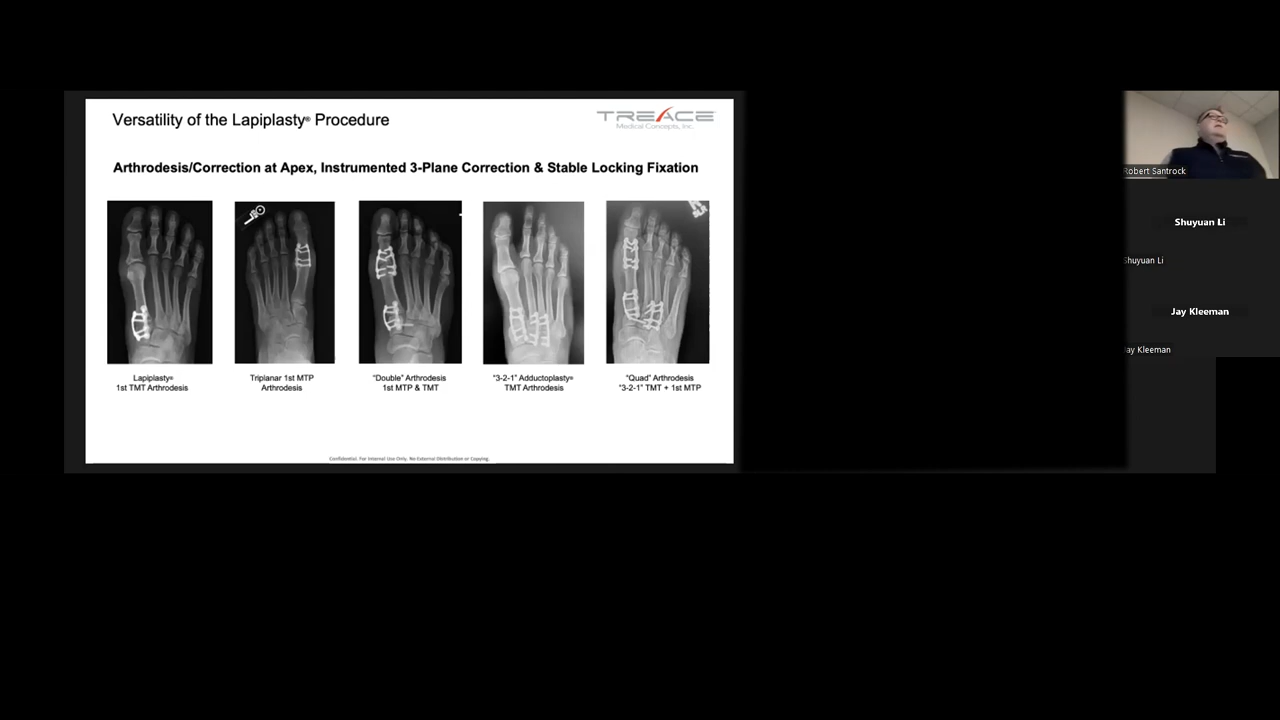 Versatility of the Lapiplasty® Procedure
TREACE
Medical Concepts, Inc.
Arthrodesis/Correction at Apex, Instrumented 3-Plane Correction & Stable Locking Fixation
Lapiplasty®
1st TMT Arthrodesis
Triplanar 1st MTP
Arthrodesis
"Double" Arthrodesis
1st MTP & TMT
"3-2-1" Adductoplasty®
TMT Arthrodesis
"Quad" Arthrodesis
"3-2-1" TMT + 1st MTP
Confidential. For Internal Use Only. No External Distribution or Copying.
Robert Santrock
Shuyuan Li
Shuyuan Li
Jay Kleeman
Jay Kleeman